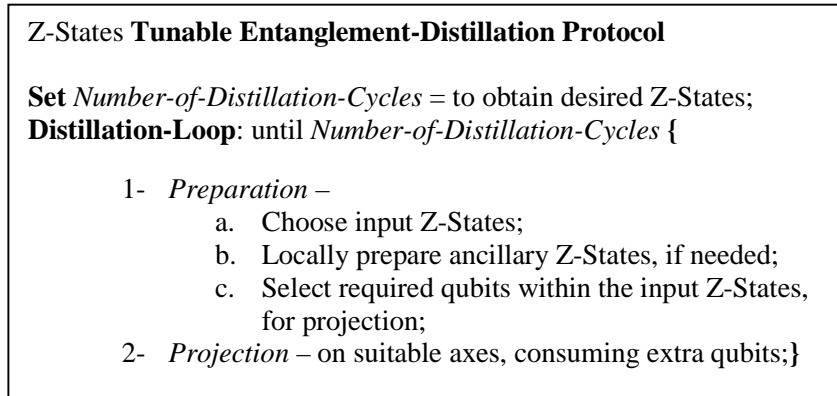 Z-States Tunable Entanglement-Distillation Protocol
Set Number-of-Distillation-Cycles = to obtain desired Z-States;
Distillation-Loop: until Number-of-Distillation-Cycles {
1- Preparation –
a. Choose input Z-States;
b. Locally prepare ancillary Z-States, if needed;
c. Select required qubits within the input Z-States,
for projection;
2- Projection – on suitable axes, consuming extra qubits;}